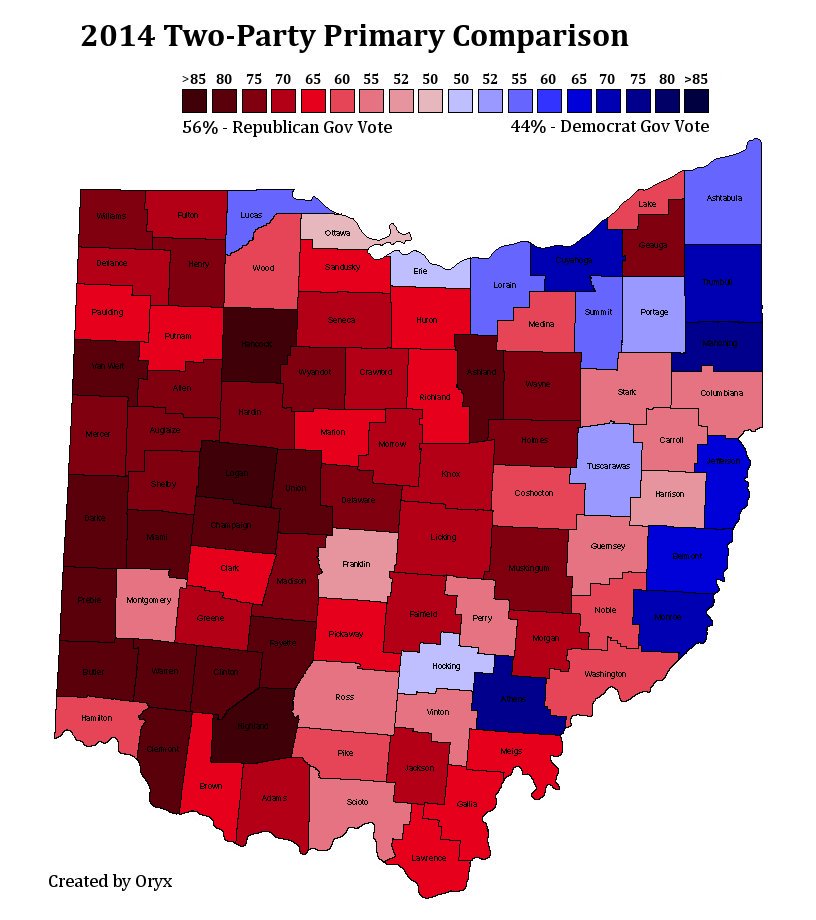 2014 Two-Party Primary Comparison
>85 80 75 70 65 60 55 52 50 50 52 55 60 65 70 75 80 >85
56% - Republican Gov Vote 44% - Democrat Gov Vote
Williams Fulton Lucas Ottawa Lake Geauga Ashtabula
Defiance Henry Wood Sandusky Erie Lorain Cuyahoga Trumbull
Paulding Putnam Hancock Seneca Huron Medina Summit Portage Mahoning
Van Wert Allen Wyandot Crawford Richland Ashland Wayne Stark Columbiana
Mercer Auglaize Hardin Marion Morrow Holmes Carroll Jefferson
Shelby Logan Union Delaware Knox Coshocton Tuscarawas Harrison
Darke Miami Champaign Licking Muskingum Guernsey Belmont
Clark Madison Franklin
Preble Montgomery Greene Pickaway Fairfield Perry Morgan Noble Monroe
Butler Warren Clinton Fayette Hocking Athens Washington
Hamilton Clermont Highland Ross Vinton
Brown Adams Pike Jackson Meigs
Scioto Gallia
Lawrence
Created by Oryx